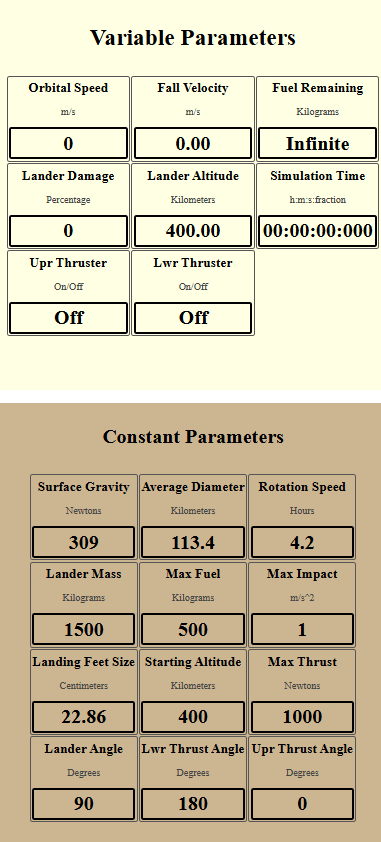 Variable Parameters
Orbital Speed Fall Velocity Fuel Remaining
m/s m/s Kilograms
0 0.00 Infinite
Lander Damage Lander Altitude Simulation Time
Percentage Kilometers h:m:s:fraction
0 400.00 00:00:00:000
Upr Thruster Lwr Thruster
On/Off On/Off
Off Off
Constant Parameters
Surface Gravity Average Diameter Rotation Speed
Newtons Kilometers Hours
309 113.4 4.2
Lander Mass Max Fuel Max Impact
Kilograms Kilograms m/s^2
1500 500 1
Landing Feet Size Starting Altitude Max Thrust
Centimeters Kilometers Newtons
22.86 400 1000
Lander Angle Lwr Thrust Angle Upr Thrust Angle
Degrees Degrees Degrees
90 180 0